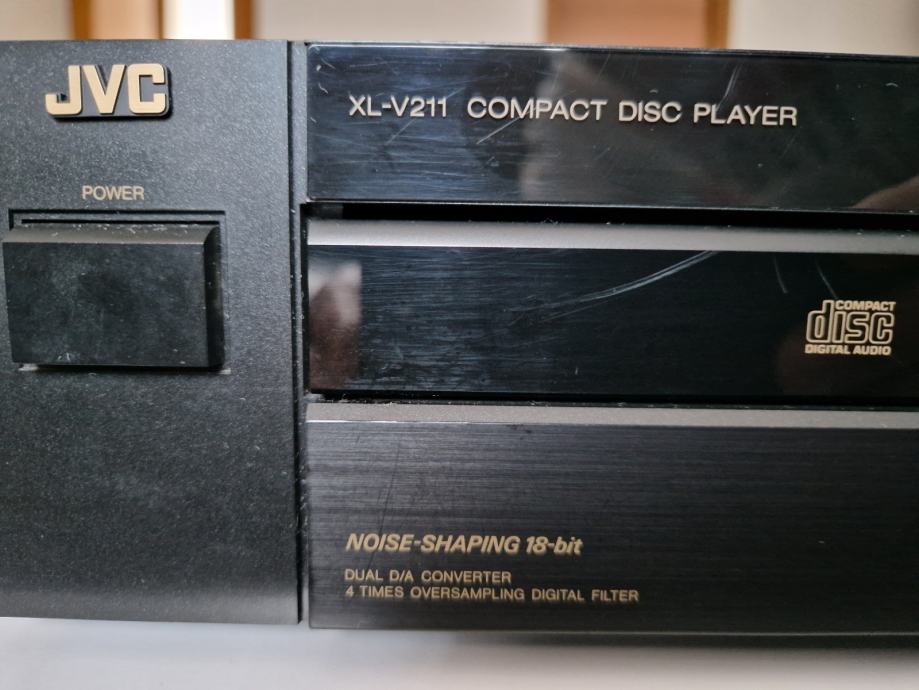 JVC
POWER
XL-V211 COMPACT DISC PLAYER
COMPACT
disc
DIGITAL AUDIO
NOISE-SHAPING 18-bit
DUAL D/A CONVERTER
4 TIMES OVERSAMPLING DIGITAL FILTER